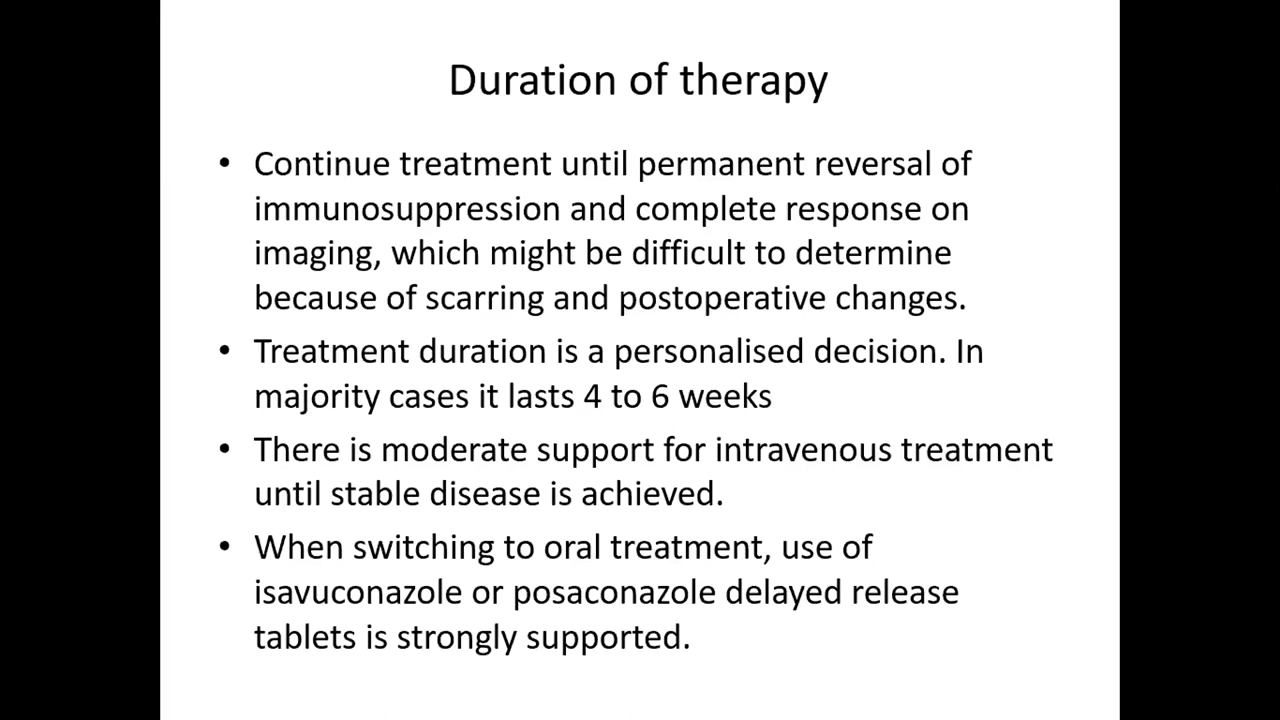 Duration of therapy
• Continue treatment until permanent reversal of
immunosuppression and complete response on
imaging, which might be difficult to determine
because of scarring and postoperative changes.
• Treatment duration is a personalised decision. In
majority cases it lasts 4 to 6 weeks
• There is moderate support for intravenous treatment
until stable disease is achieved.
• When switching to oral treatment, use of
isavuconazole or posaconazole delayed release
tablets is strongly supported.